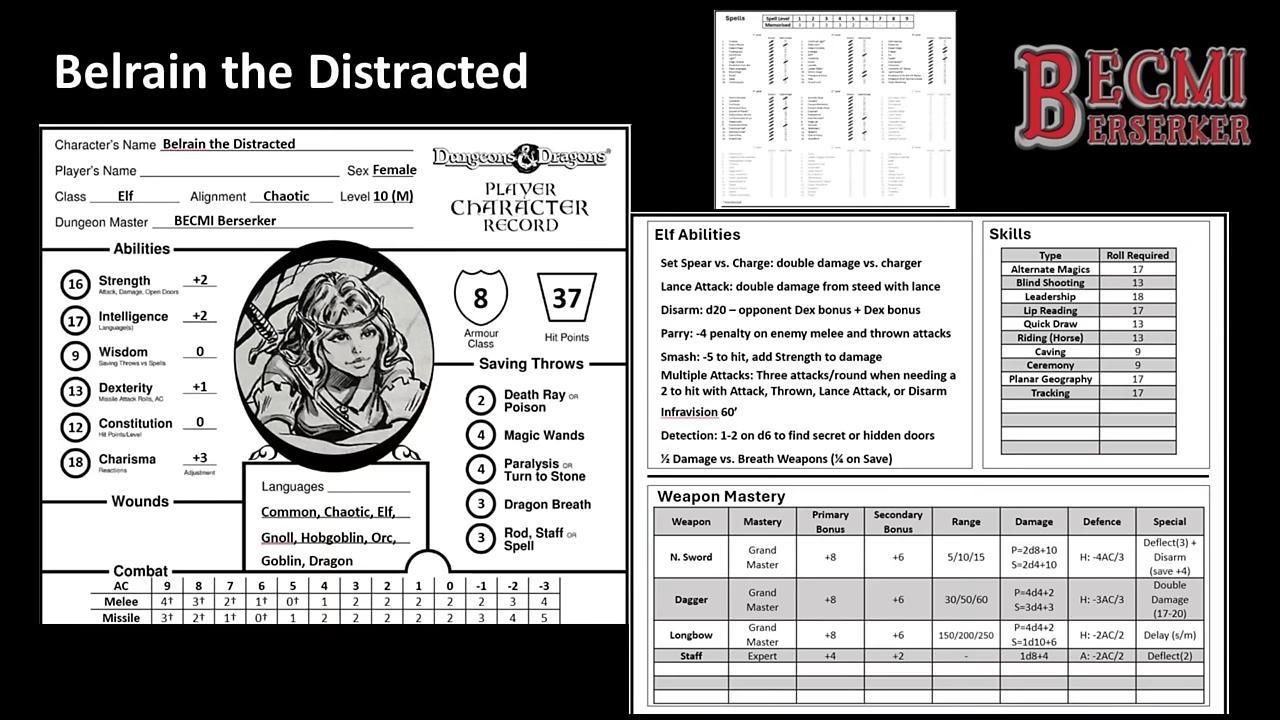 Berrain the Distracted
BECMI
BERSERKER
Spells
Spell Level 1 2 3 4 5 6 7 8 9
Memorised 3 3 3 3 2 - - - -
Character Name Belrain the Distracted
Player's Name Sex Female
Class Elf Alignment Chaotic Level (M)
Dungeon Master BECMI Berserker
Dungeons & Dragons®
PLAYER
CHARACTER
RECORD
Abilities
16 Strength +2
Attack, Damage, Open Doors
17 Intelligence +2
Language(s)
9 Wisdom 0
Saving Throws vs Spells
13 Dexterity +1
Missile Attack Rolls, AC
12 Constitution 0
Hit Points/Level
18 Charisma +3
Reactions Adjustment
8
Armour
Class
37
Hit Points
Saving Throws
2 Death Ray OR
Poison
4 Magic Wands
4 Paralysis OR
Turn to Stone
3 Dragon Breath
3 Rod, Staff OR
Spell
Wounds
Languages
Common, Chaotic, Elf,
Gnoll, Hobgoblin, Orc,
Goblin, Dragon
Combat
AC 9 8 7 6 5 4 3 2 1 0 -1 -2 -3
Melee 4† 3† 2† 1† 0† 1 2 2 2 2 2 3 4
Missile 3† 2† 1† 0† 1 2 2 2 2 2 3 4 5
Elf Abilities
Set Spear vs. Charge: double damage vs. charger
Lance Attack: double damage from steed with lance
Disarm: d20 – opponent Dex bonus + Dex bonus
Parry: -4 penalty on enemy melee and thrown attacks
Smash: -5 to hit, add Strength to damage
Multiple Attacks: Three attacks/round when needing a
2 to hit with Attack, Thrown, Lance Attack, or Disarm
Infravision 60’
Detection: 1-2 on d6 to find secret or hidden doors
½ Damage vs. Breath Weapons (¼ on Save)
Skills
Type Roll Required
Alternate Magics 17
Blind Shooting 13
Leadership 18
Lip Reading 17
Quick Draw 13
Riding (Horse) 13
Caving 9
Ceremony 9
Planar Geography 17
Tracking 17
Weapon Mastery
Weapon Mastery Primary Bonus Secondary Bonus Range Damage Defence Special
N. Sword Grand Master +8 +6 5/10/15 P=2d8+10 S=2d4+10 H: -4AC/3 Deflect(3) + Disarm (save +4)
Dagger Grand Master +8 +6 30/50/60 P=4d4+2 S=3d4+3 H: -3AC/3 Double Damage (17-20)
Longbow Grand Master +8 +6 150/200/250 P=4d4+2 S=1d10+6 H: -2AC/2 Delay (s/m)
Staff Expert +4 +2 - 1d8+4 A: -2AC/2 Deflect(2)